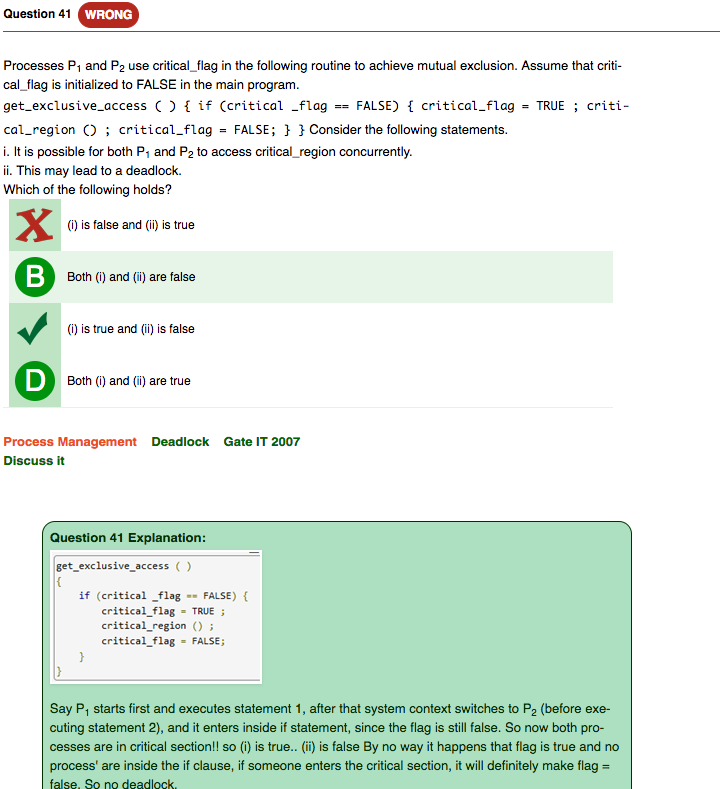 Question 41 WRONG
Processes P₁ and P₂ use critical_flag in the following routine to achieve mutual exclusion. Assume that criti-
cal_flag is initialized to FALSE in the main program.
get_exclusive_access ( ) { if (critical _flag == FALSE) { critical_flag = TRUE ; criti-
cal_region () ; critical_flag = FALSE; } } Consider the following statements.
i. It is possible for both P₁ and P₂ to access critical_region concurrently.
ii. This may lead to a deadlock.
Which of the following holds?
X (i) is false and (ii) is true
B Both (i) and (ii) are false
(i) is true and (ii) is false
D Both (i) and (ii) are true
Process Management Deadlock Gate IT 2007
Discuss it
Question 41 Explanation:
get_exclusive_access ( )
{
if (critical _flag == FALSE) {
critical_flag = TRUE ;
critical_region () ;
critical_flag = FALSE;
}
}
Say P₁ starts first and executes statement 1, after that system context switches to P₂ (before exe-
cuting statement 2), and it enters inside if statement, since the flag is still false. So now both pro-
cesses are in critical section!! so (i) is true.. (ii) is false By no way it happens that flag is true and no
process' are inside the if clause, if someone enters the critical section, it will definitely make flag =
false. So no deadlock.